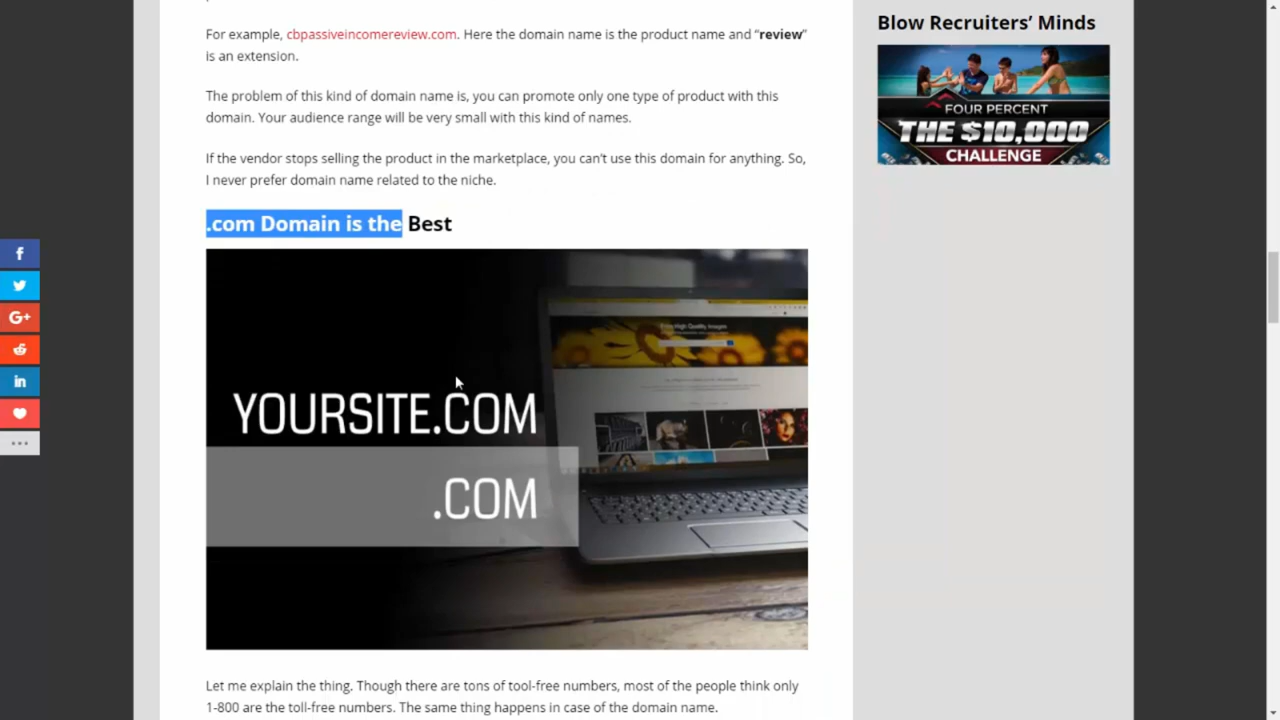 For example, cbpassiveincomereview.com. Here the domain name is the product name and “review”
is an extension.
The problem of this kind of domain name is, you can promote only one type of product with this
domain. Your audience range will be very small with this kind of names.
If the vendor stops selling the product in the marketplace, you can’t use this domain for anything. So,
I never prefer domain name related to the niche.
.com Domain is the Best
YOURSITE.COM
.COM
Let me explain the thing. Though there are tons of tool-free numbers, most of the people think only
1-800 are the toll-free numbers. The same thing happens in case of the domain name.
Blow Recruiters’ Minds
FOUR PERCENT
THE $10,000
CHALLENGE